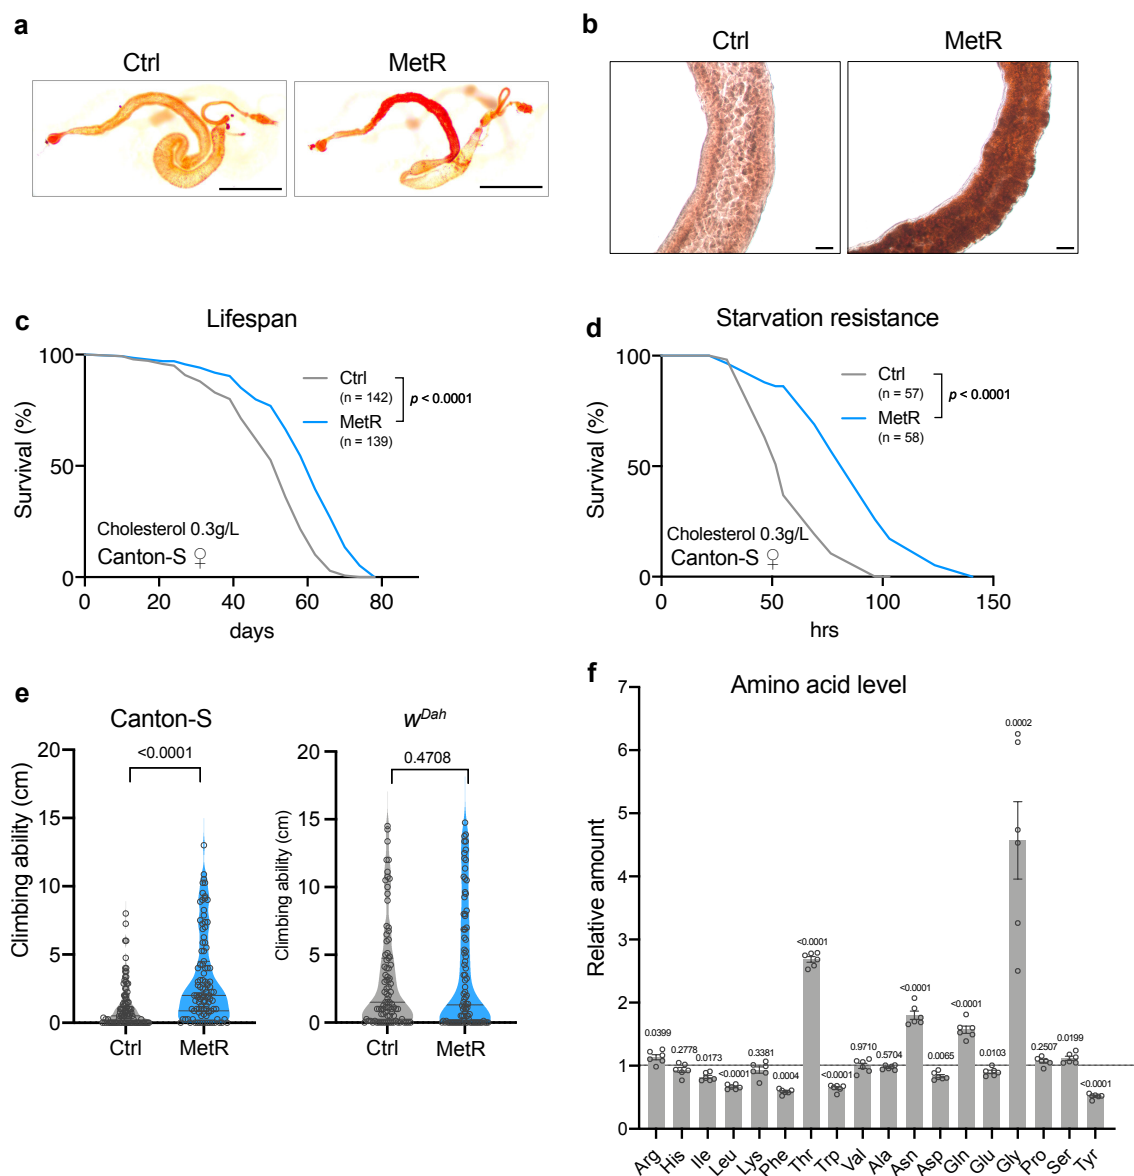 a
Ctrl
MetR
b
Ctrl
MetR
c
Lifespan
Survival (%)
100
50
0
0
20
40
60
80
days
Ctrl
(n = 142)
MetR
(n = 139)
p < 0.0001
Cholesterol 0.3g/L
Canton-S ♀
d
Starvation resistance
Survival (%)
100
50
0
0
50
100
150
hrs
Ctrl
(n = 57)
MetR
(n = 58)
p < 0.0001
Cholesterol 0.3g/L
Canton-S ♀
e
Canton-S
<0.0001
Climbing ability (cm)
20
15
10
5
0
Ctrl
MetR
wDah
0.4708
Climbing ability (cm)
20
15
10
5
0
Ctrl
MetR
f
Amino acid level
Relative amount
7
6
5
4
3
2
1
0
0.0399
0.2778
0.0173
<0.0001
0.3381
0.0004
<0.0001
<0.0001
0.9710
0.5704
<0.0001
0.0065
<0.0001
0.0103
0.0002
0.2507
0.0199
<0.0001
Arg
His
Ile
Leu
Lys
Phe
Thr
Trp
Val
Ala
Asn
Asp
Gln
Glu
Gly
Pro
Ser
Tyr